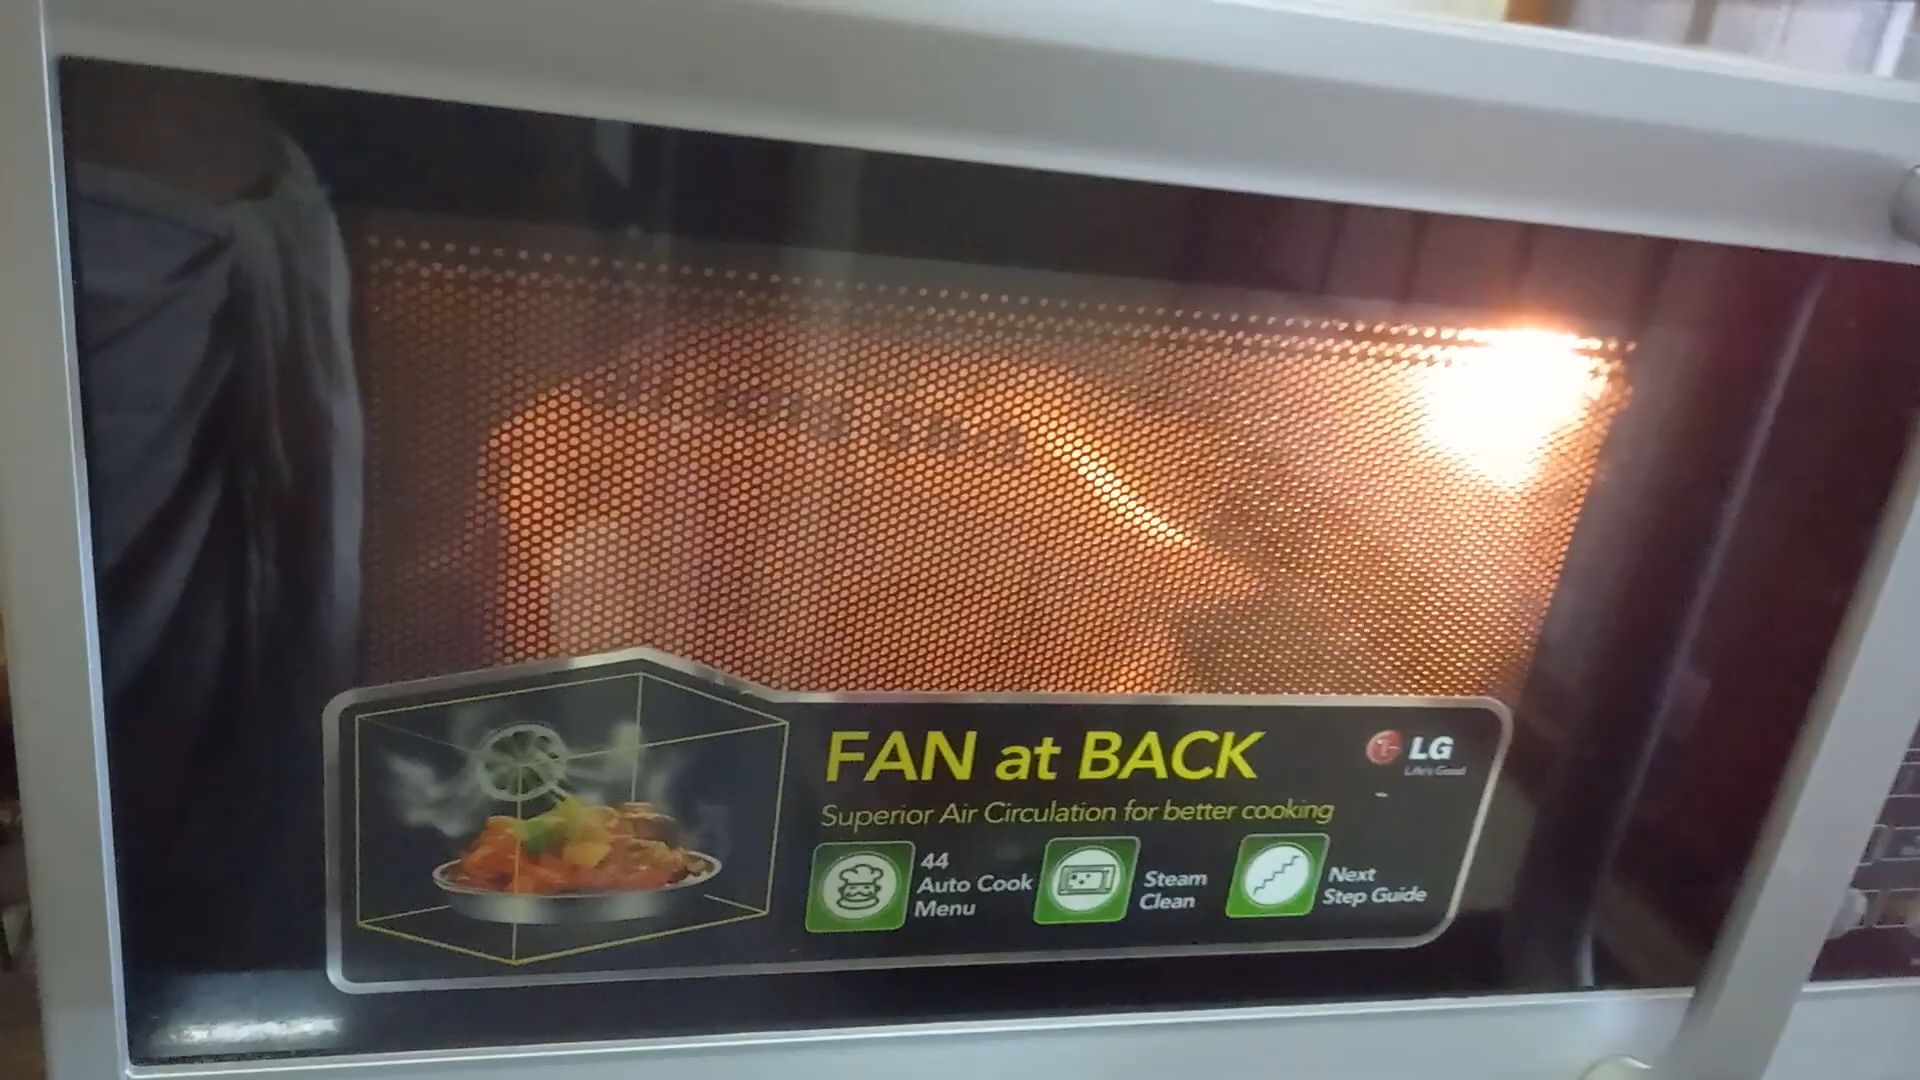 FAN at BACK
LG
Life's Good
Superior Air Circulation for better cooking
44
Auto Cook
Menu
Steam
Clean
Next
Step Guide